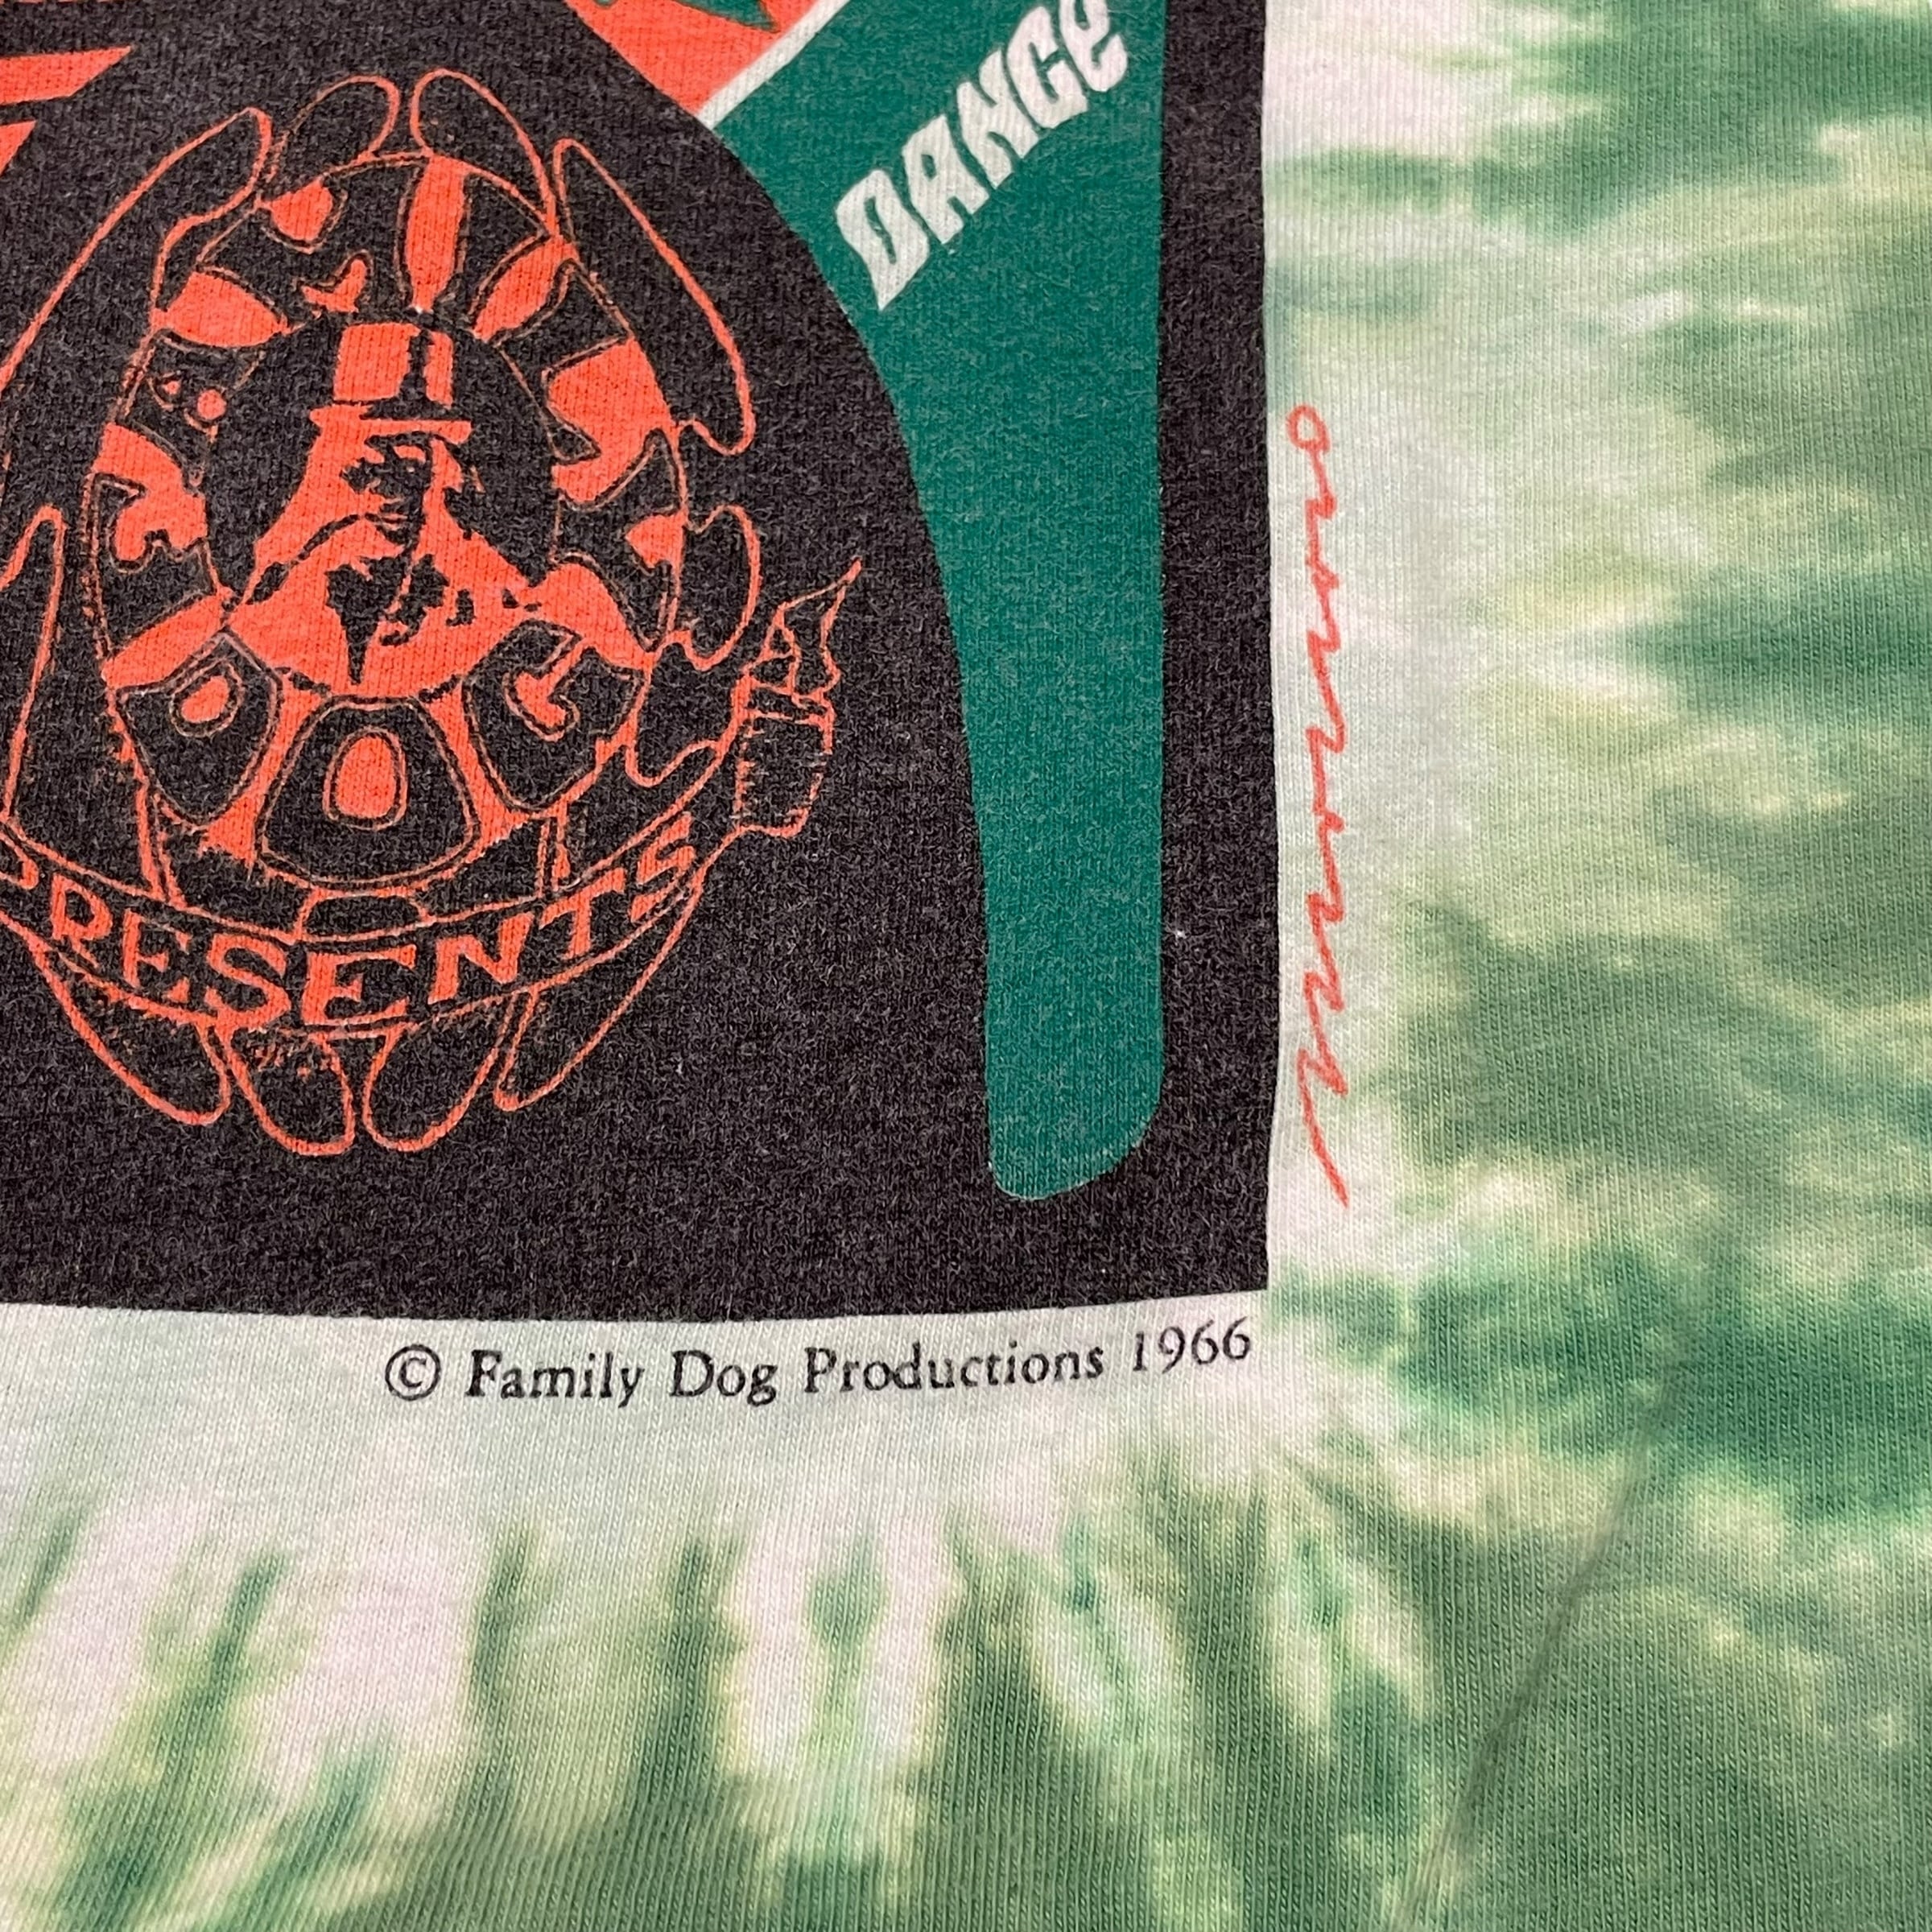 DANCE
PRESENTS
© Family Dog Productions 1966